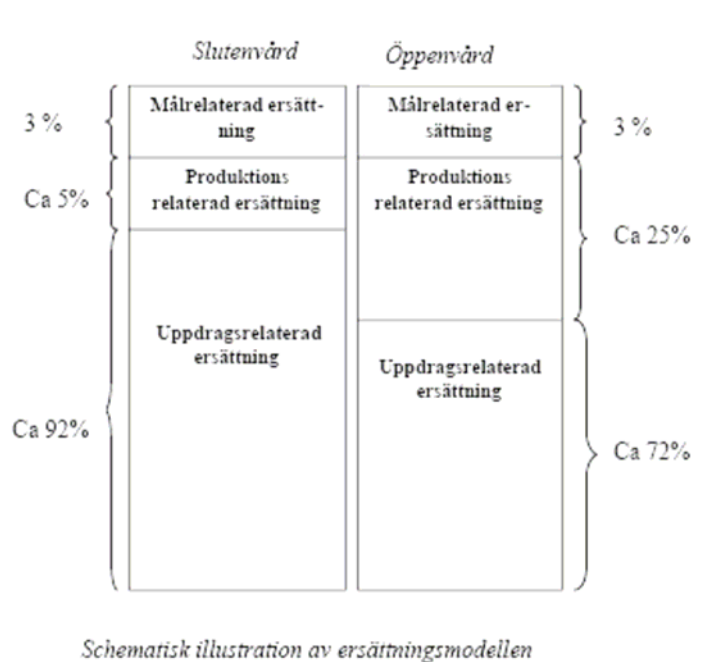 Slutenvård
Öppenvård
3 %
Målrelaterad ersätt-
ning
Målrelaterad er-
sättning
3 %
Ca 5%
Produktions
relaterad ersättning
Produktions
relaterad ersättning
Ca 25%
Uppdragsrelaterad
ersättning
Uppdragsrelaterad
ersättning
Ca 92%
Ca 72%
Schematisk illustration av ersättningsmodellen